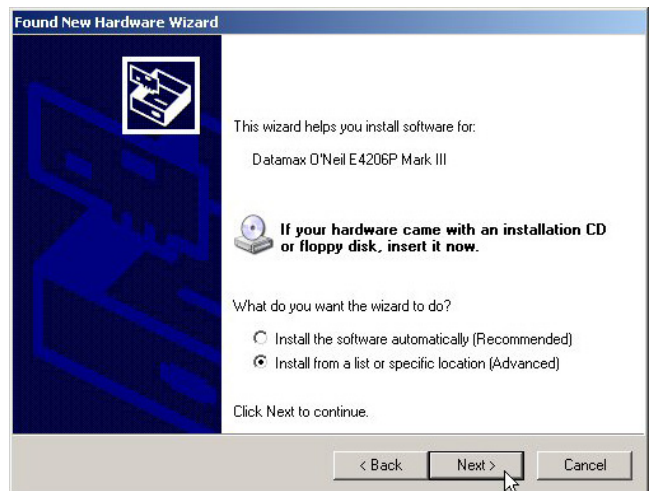 Found New Hardware Wizard
This wizard helps you install software for:
Datamax O'Neil E4206P Mark III
If your hardware came with an installation CD
or floppy disk, insert it now.
What do you want the wizard to do?
Install the software automatically (Recommended)
Install from a list or specific location (Advanced)
Click Next to continue.
< Back Next > Cancel